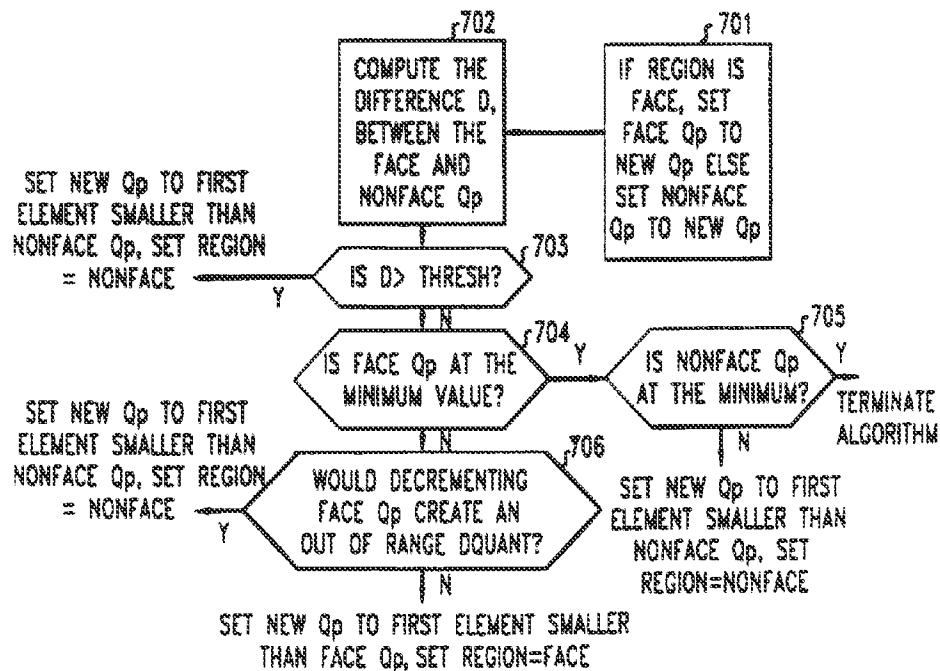 702
COMPUTE THE
DIFFERENCE D,
BETWEEN THE
FACE AND
NONFACE Qp
701
IF REGION IS
FACE, SET
FACE Qp TO
NEW Qp ELSE
SET NONFACE
Qp TO NEW Qp
SET NEW Qp TO FIRST
ELEMENT SMALLER THAN
NONFACE Qp, SET REGION
= NONFACE
703
IS D> THRESH?
Y
N
704
IS FACE Qp AT THE
MINIMUM VALUE?
Y
N
705
IS NONFACE Qp
AT THE MINIMUM?
Y
TERMINATE
ALGORITHM
N
SET NEW Qp TO FIRST
ELEMENT SMALLER THAN
NONFACE Qp, SET
REGION=NONFACE
SET NEW Qp TO FIRST
ELEMENT SMALLER THAN
NONFACE Qp, SET REGION
= NONFACE
706
WOULD DECREMENTING
FACE Qp CREATE AN
OUT OF RANGE DQUANT?
Y
N
SET NEW Qp TO FIRST ELEMENT SMALLER
THAN FACE Qp, SET REGION=FACE